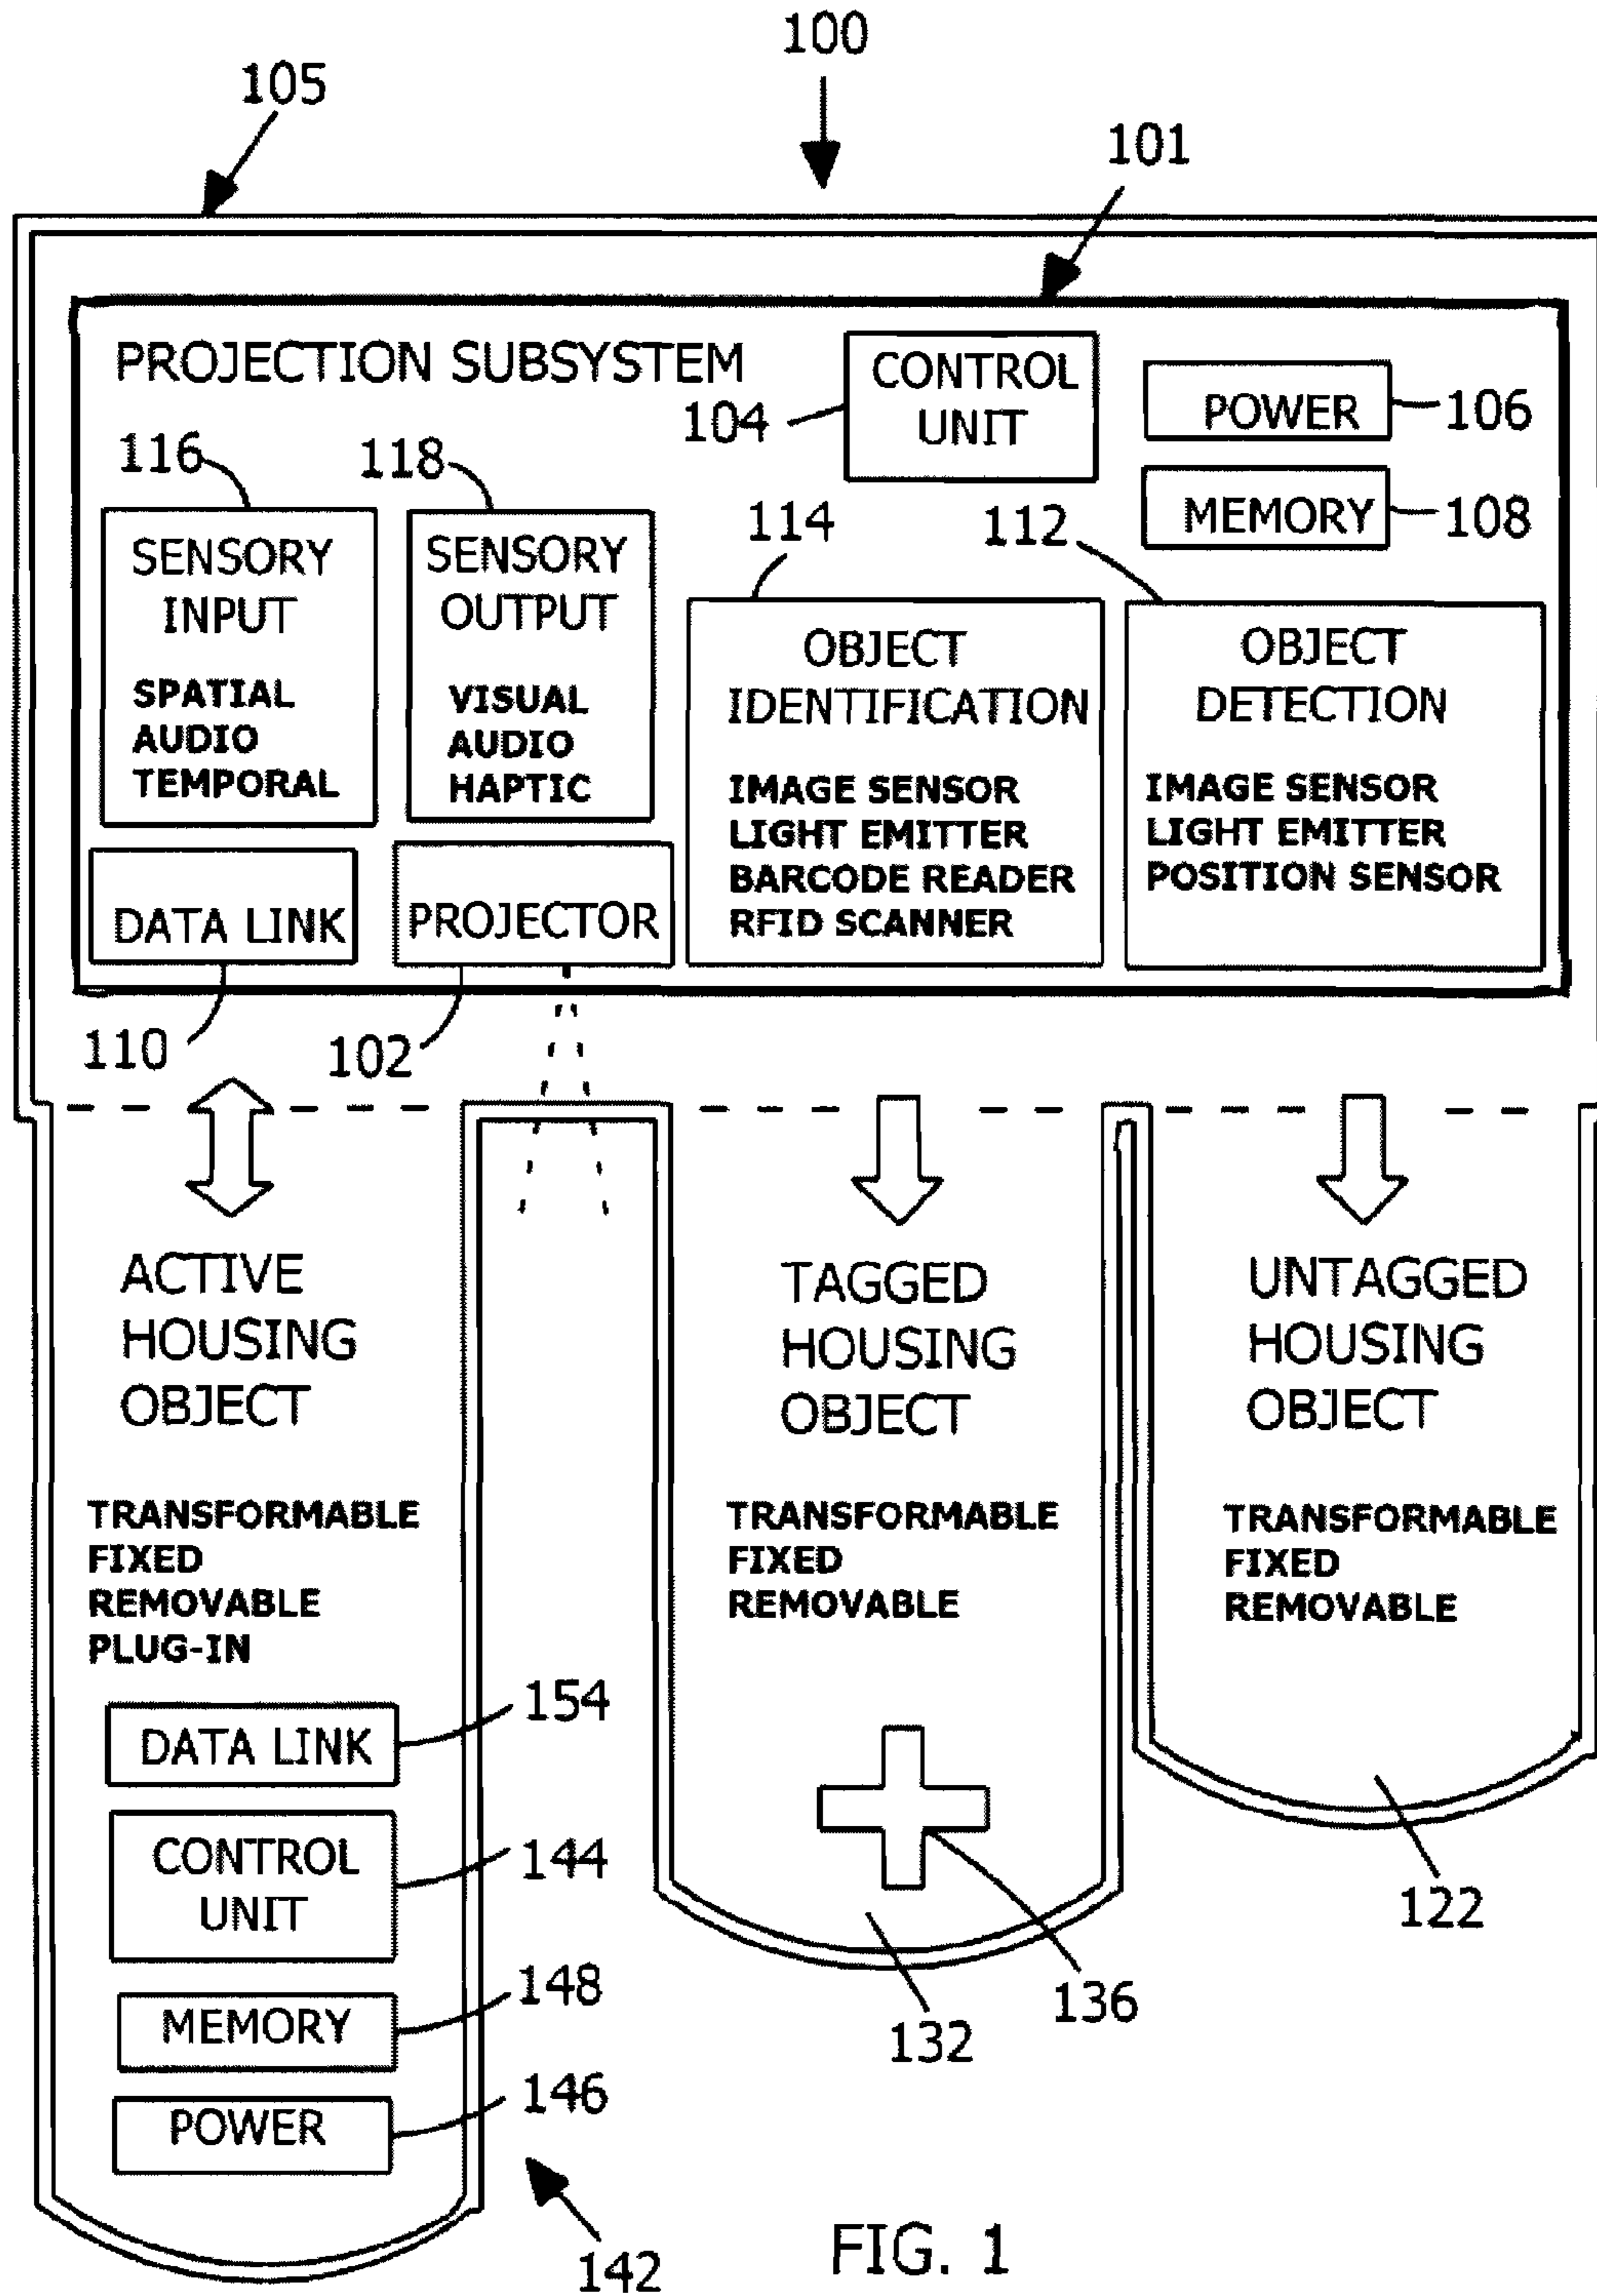 100
105
101
PROJECTION SUBSYSTEM
104
CONTROL
UNIT
POWER
106
MEMORY
108
116
SENSORY
INPUT
SPATIAL
AUDIO
TEMPORAL
118
SENSORY
OUTPUT
VISUAL
AUDIO
HAPTIC
114
OBJECT
IDENTIFICATION
IMAGE SENSOR
LIGHT EMITTER
BARCODE READER
RFID SCANNER
112
OBJECT
DETECTION
IMAGE SENSOR
LIGHT EMITTER
POSITION SENSOR
DATA LINK
110
PROJECTOR
102
ACTIVE
HOUSING
OBJECT
TRANSFORMABLE
FIXED
REMOVABLE
PLUG-IN
DATA LINK
154
CONTROL
UNIT
144
MEMORY
148
POWER
146
142
TAGGED
HOUSING
OBJECT
TRANSFORMABLE
FIXED
REMOVABLE
136
132
UNTAGGED
HOUSING
OBJECT
TRANSFORMABLE
FIXED
REMOVABLE
122
FIG. 1